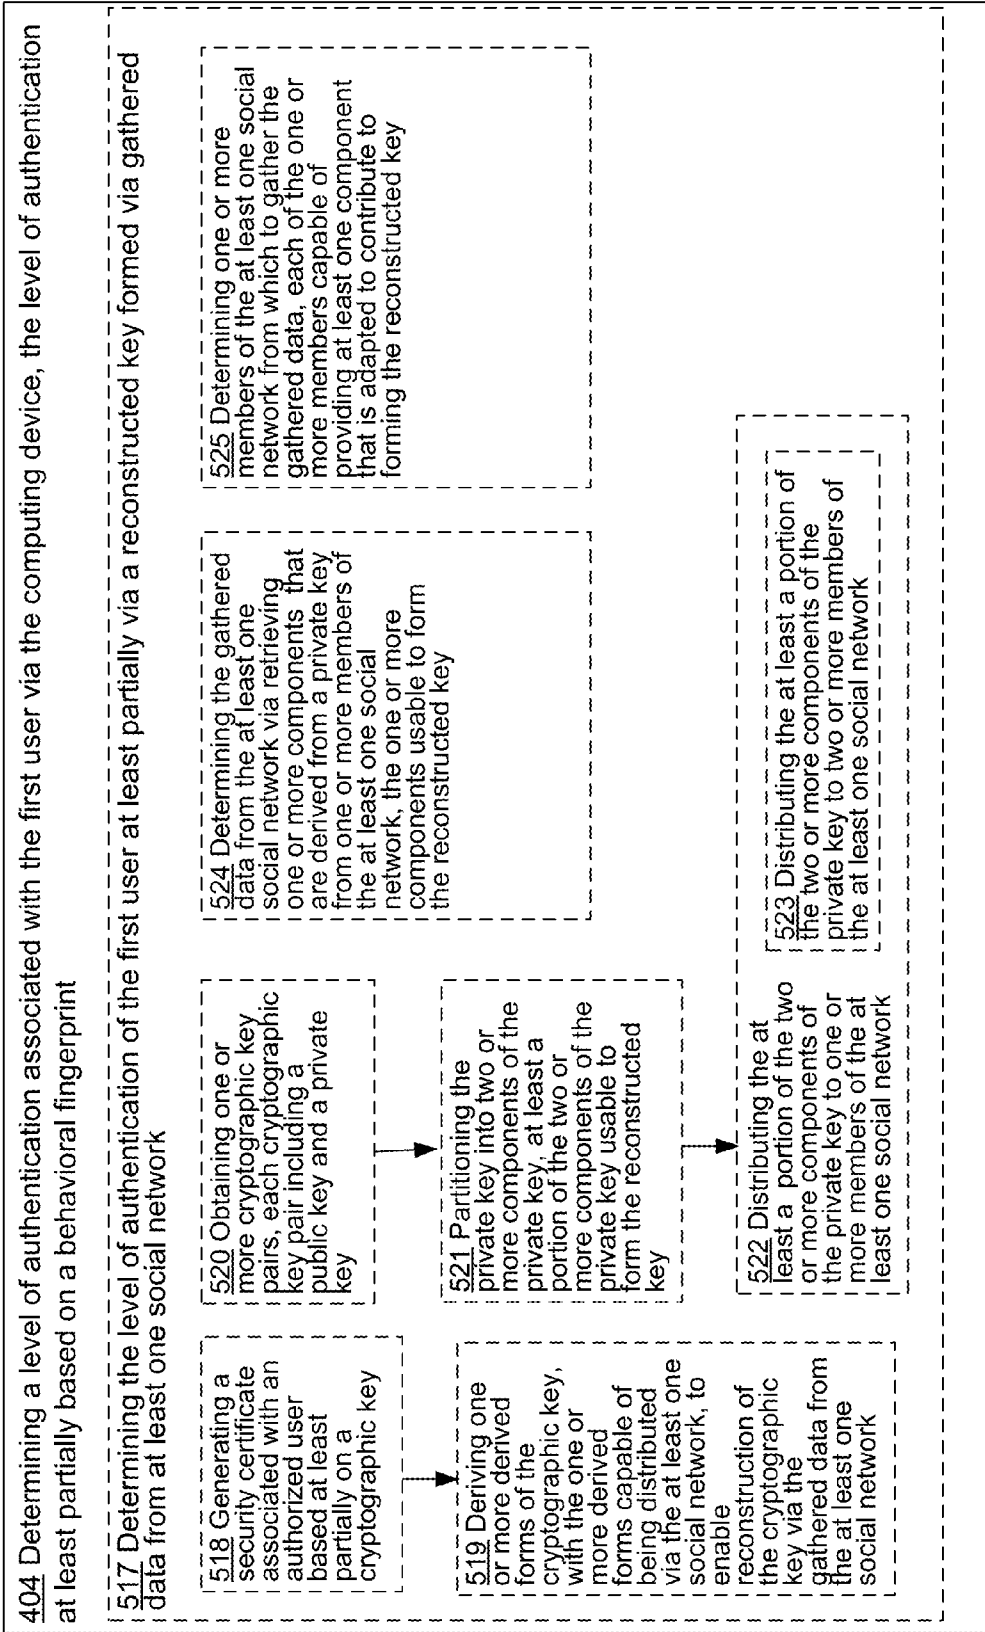 404 Determining a level of authentication associated with the first user via the computing device, the level of authentication
at least partially based on a behavioral fingerprint
517 Determining the level of authentication of the first user at least partially via a reconstructed key formed via gathered
data from at least one social network
518 Generating a
security certificate
associated with an
authorized user
based at least
partially on a
cryptographic key
519 Deriving one
or more derived
forms of the
cryptographic key,
with the one or
more derived
forms capable of
being distributed
via the at least one
social network, to
enable
reconstruction of
the cryptographic
key via the
gathered data from
the at least one
social network
520 Obtaining one or
more cryptographic key
pairs, each cryptographic
key pair including a
public key and a private
key
521 Partitioning the
private key into two or
more components of the
private key, at least a
portion of the two or
more components of the
private key usable to
form the reconstructed
key
522 Distributing the at
least a portion of the two
or more components of
the private key to one or
more members of the at
least one social network
523 Distributing the at least a portion of
the two or more components of the
private key to two or more members of
the at least one social network
524 Determining the gathered
data from the at least one
social network via retrieving
one or more components that
are derived from a private key
from one or more members of
the at least one social
network, the one or more
components usable to form
the reconstructed key
525 Determining one or more
members of the at least one social
network from which to gather the
gathered data, each of the one or
more members capable of
providing at least one component
that is adapted to contribute to
forming the reconstructed key